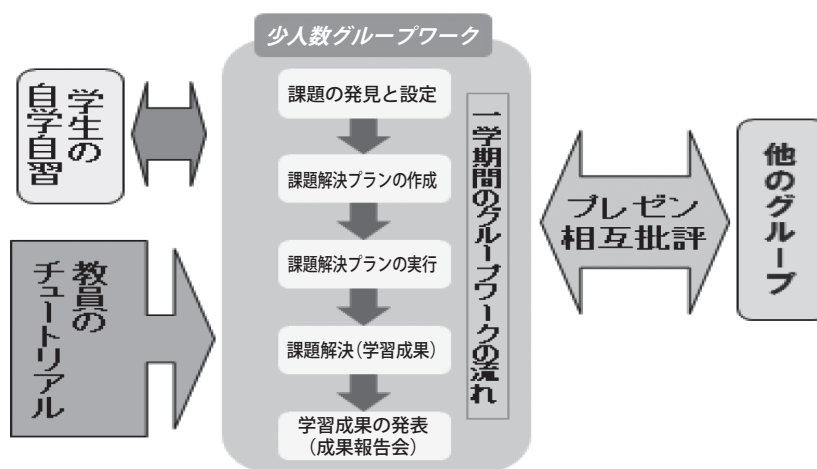 少人数グループワーク
学生の
自学自習
教員の
チュートリアル
課題の発見と設定
課題解決プランの作成
課題解決プランの実行
課題解決(学習成果)
学習成果の発表
(成果報告会)
一学期間のグループワークの流れ
プレゼン
相互批評
他のグループ